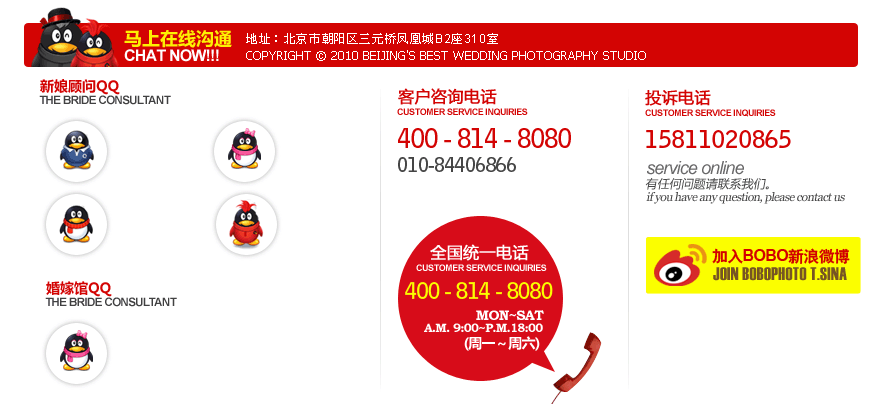 马上在线沟通
CHAT NOW!!!
地址：北京市朝阳区三元桥凤凰城B2座310室
COPYRIGHT © 2010 BEIJING'S BEST WEDDING PHOTOGRAPHY STUDIO
新娘顾问QQ
THE BRIDE CONSULTANT
婚嫁馆QQ
THE BRIDE CONSULTANT
客户咨询电话
CUSTOMER SERVICE INQUIRIES
400 - 814 - 8080
010-84406866
全国统一电话
CUSTOMER SERVICE INQUIRIES
400 - 814 - 8080
MON~SAT
A.M. 9:00~P.M.18:00
(周一 ~ 周六)
投诉电话
CUSTOMER SERVICE INQUIRIES
15811020865
service online
有任何问题请联系我们。
if you have any question, please contact us
加入BOBO新浪微博
JOIN BOBOPHOTO T.SINA